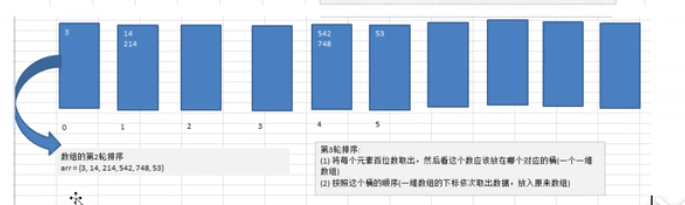 3
14
214
542
748
53
0
1
2
3
4
5
数组的第2轮排序
arr = {3, 14, 214, 542, 748, 53}
第3轮排序:
(1) 将每个元素百位数取出，然后看这个数应该放在哪个对应的桶(一个一维
数组)
(2) 按照这个桶的顺序(一维数组的下标依次取出数据，放入原来数组)